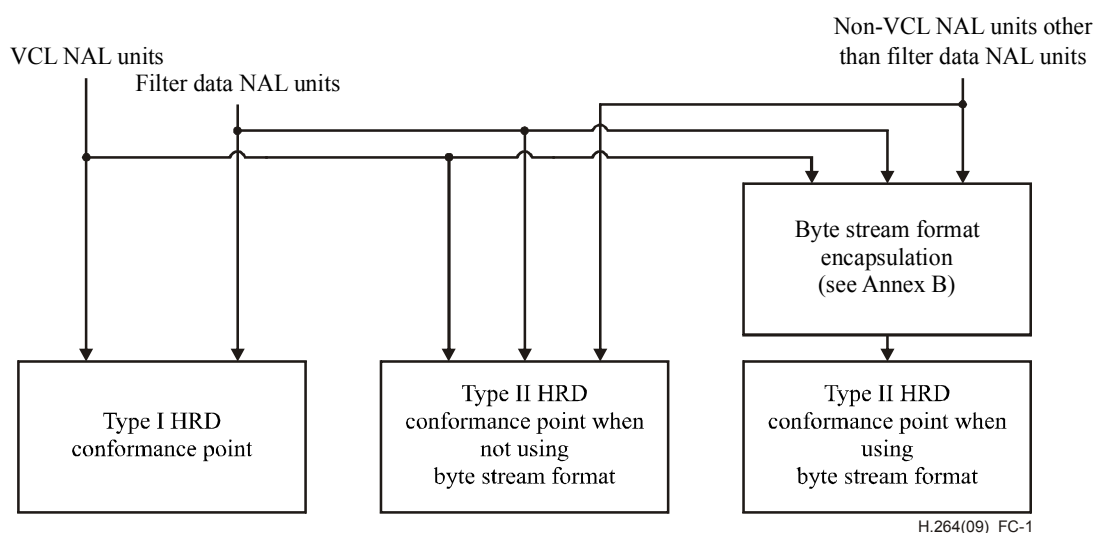 Non-VCL NAL units other
than filter data NAL units
VCL NAL units
Filter data NAL units
Byte stream format
encapsulation
(see Annex B)
Type I HRD
conformance point
Type II HRD
conformance point when
not using
byte stream format
Type II HRD
conformance point when
using
byte stream format
H.264(09)_FC-1